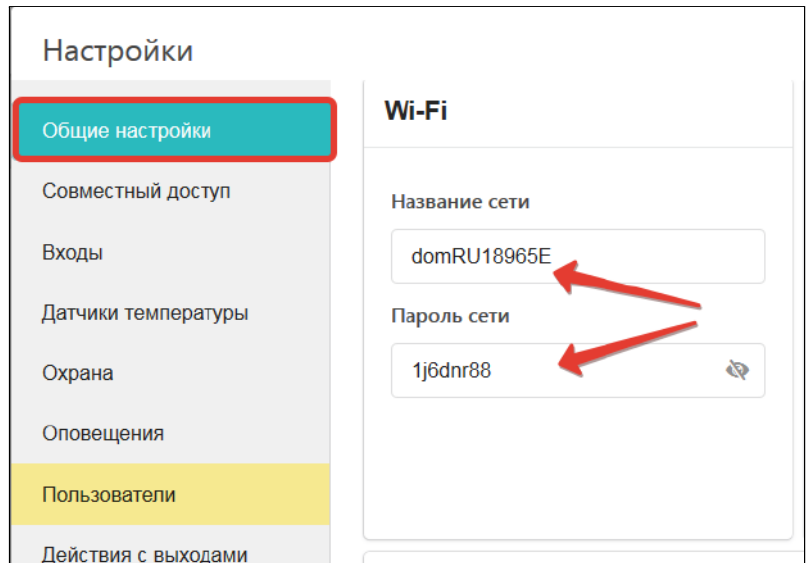 Настройки
Общие настройки
Совместный доступ
Входы
Датчики температуры
Охрана
Оповещения
Пользователи
Действия с выходами
Wi-Fi
Название сети
domRU18965E
Пароль сети
1j6dnr88